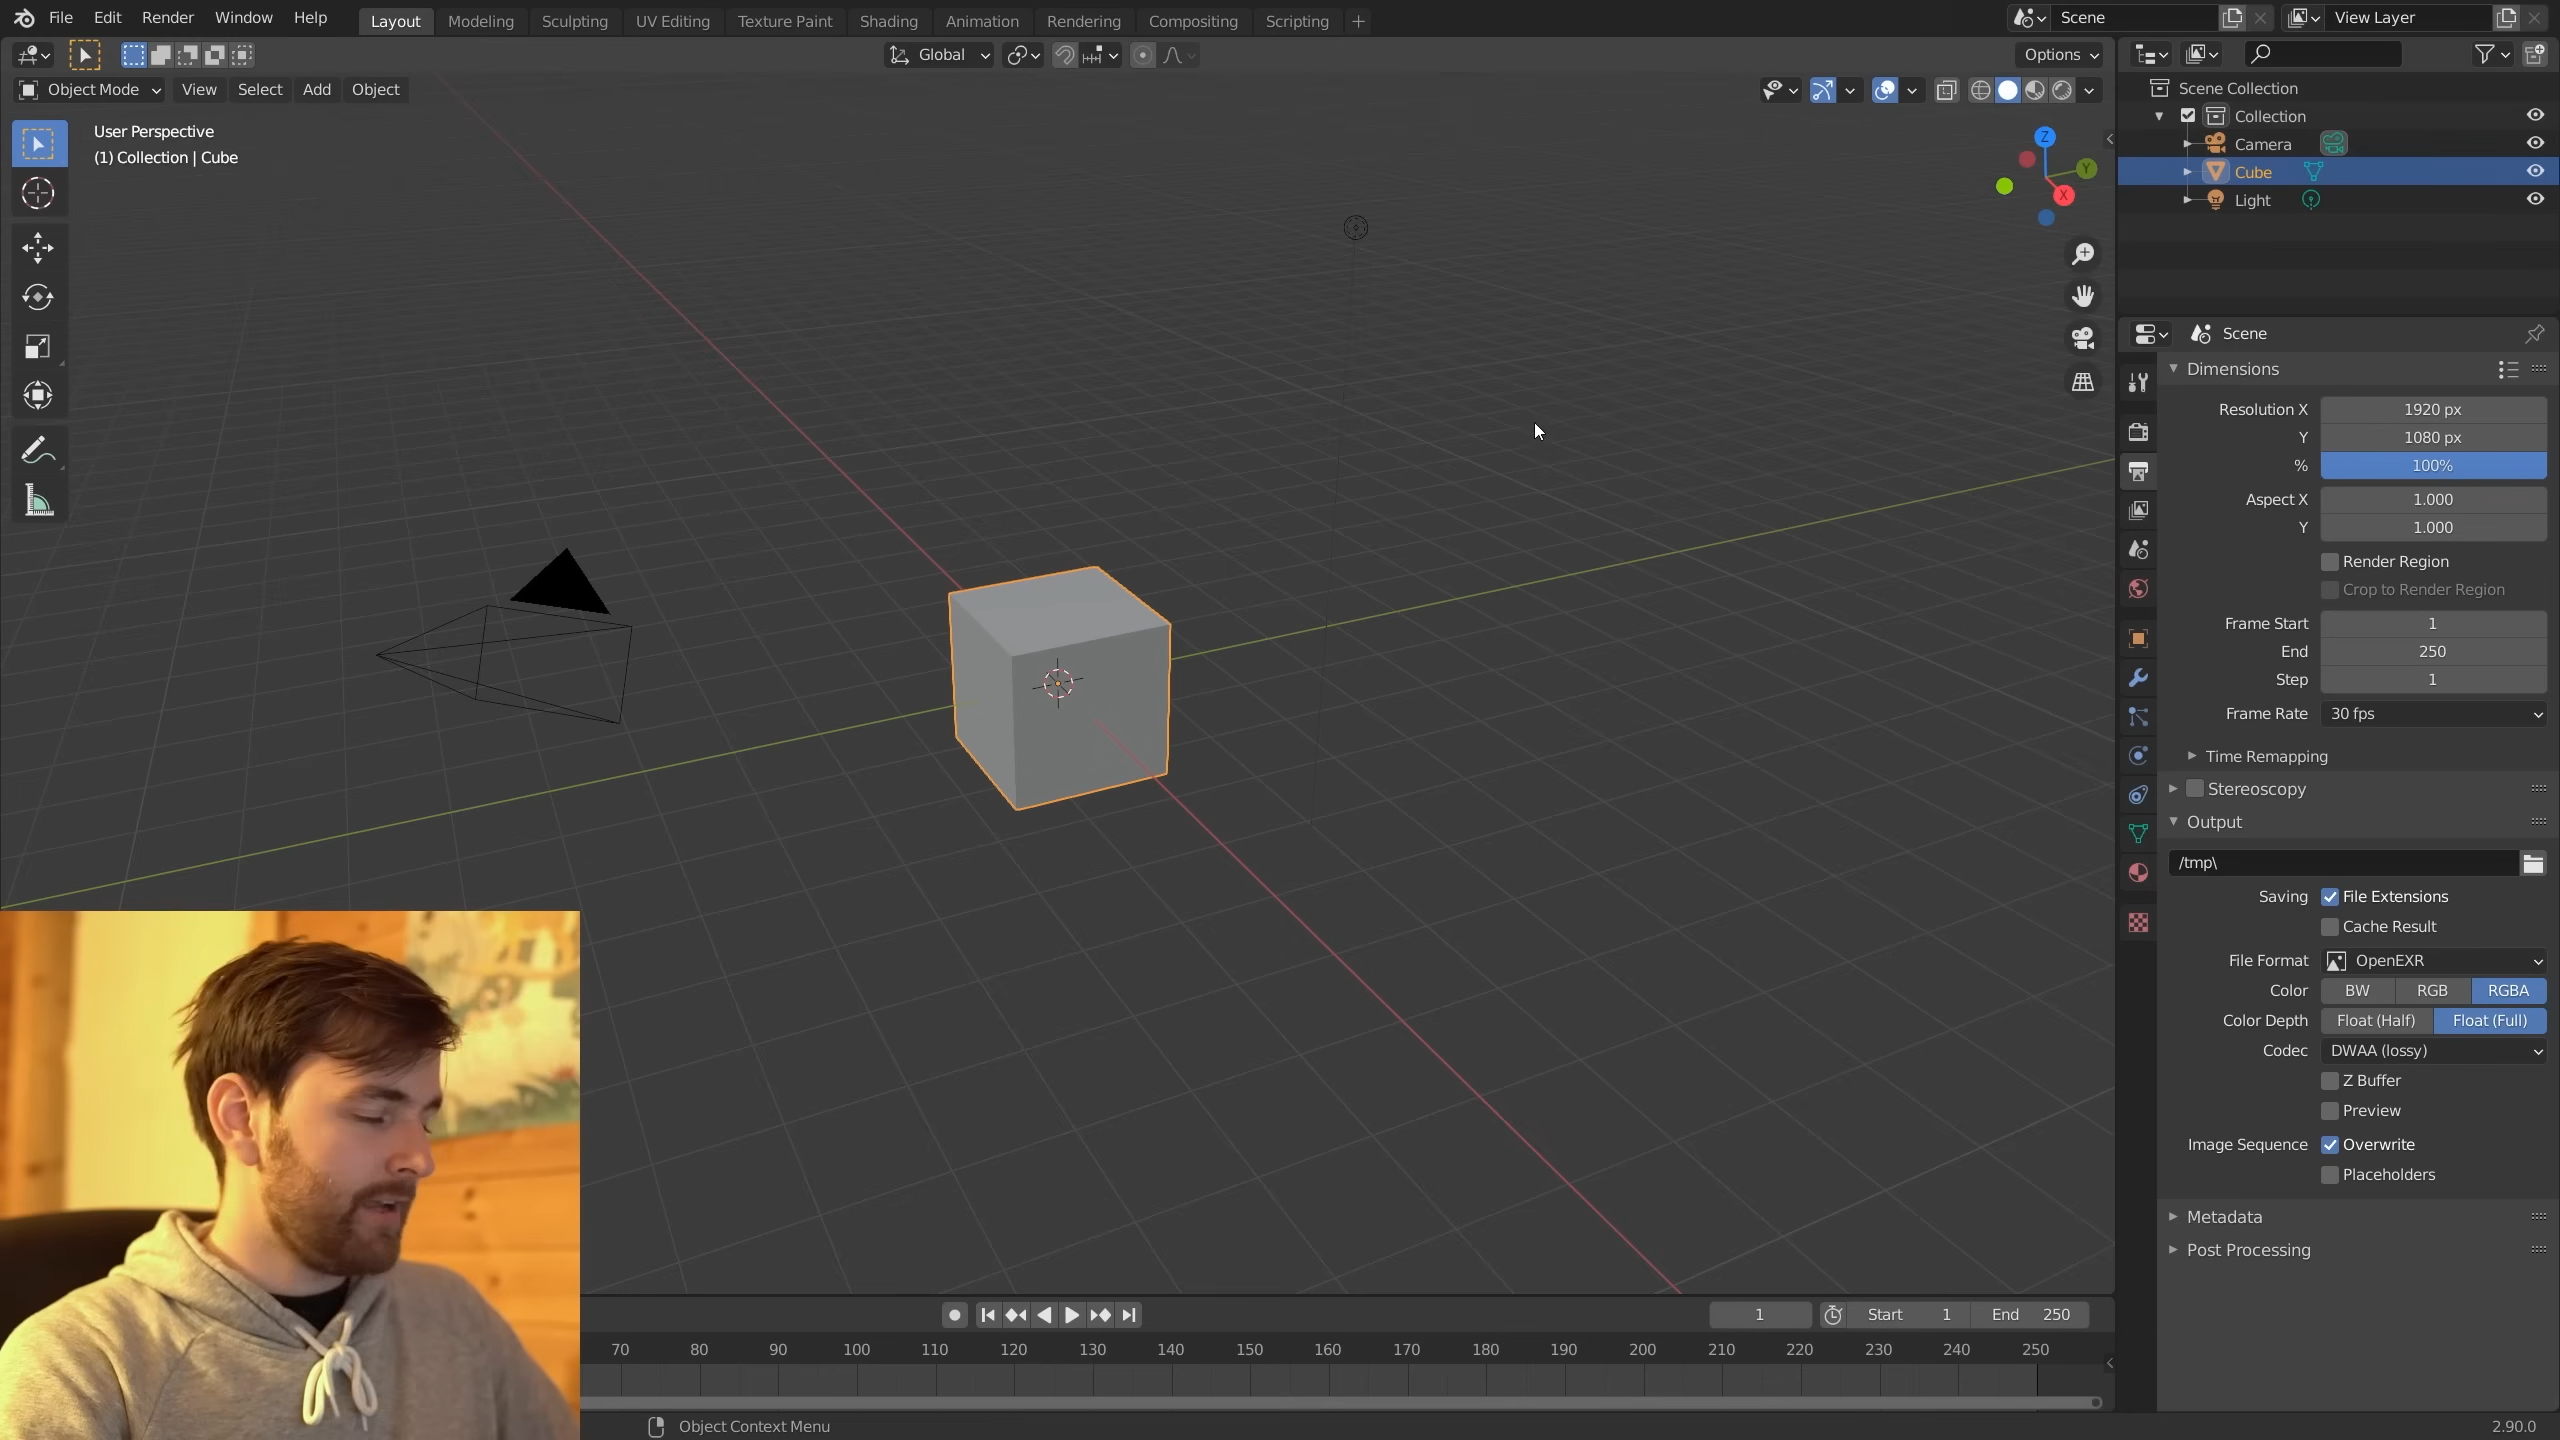 File Edit Render Window Help
Layout Modeling Sculpting UV Editing Texture Paint Shading Animation Rendering Compositing Scripting +
Scene
View Layer
Global
Options
Object Mode View Select Add Object
User Perspective
(1) Collection | Cube
Z
Y
X
Scene Collection
Collection
Camera
Cube
Light
Scene
Dimensions
Resolution X 1920 px
Y 1080 px
% 100%
Aspect X 1.000
Y 1.000
Render Region
Crop to Render Region
Frame Start 1
End 250
Step 1
Frame Rate 30 fps
Time Remapping
Stereoscopy
Output
/tmp\
Saving File Extensions
Cache Result
File Format OpenEXR
Color BW RGB RGBA
Color Depth Float (Half) Float (Full)
Codec DWAA (lossy)
Z Buffer
Preview
Image Sequence Overwrite
Placeholders
Metadata
Post Processing
1 Start 1 End 250
70 80 90 100 110 120 130 140 150 160 170 180 190 200 210 220 230 240 250
Object Context Menu
2.90.0